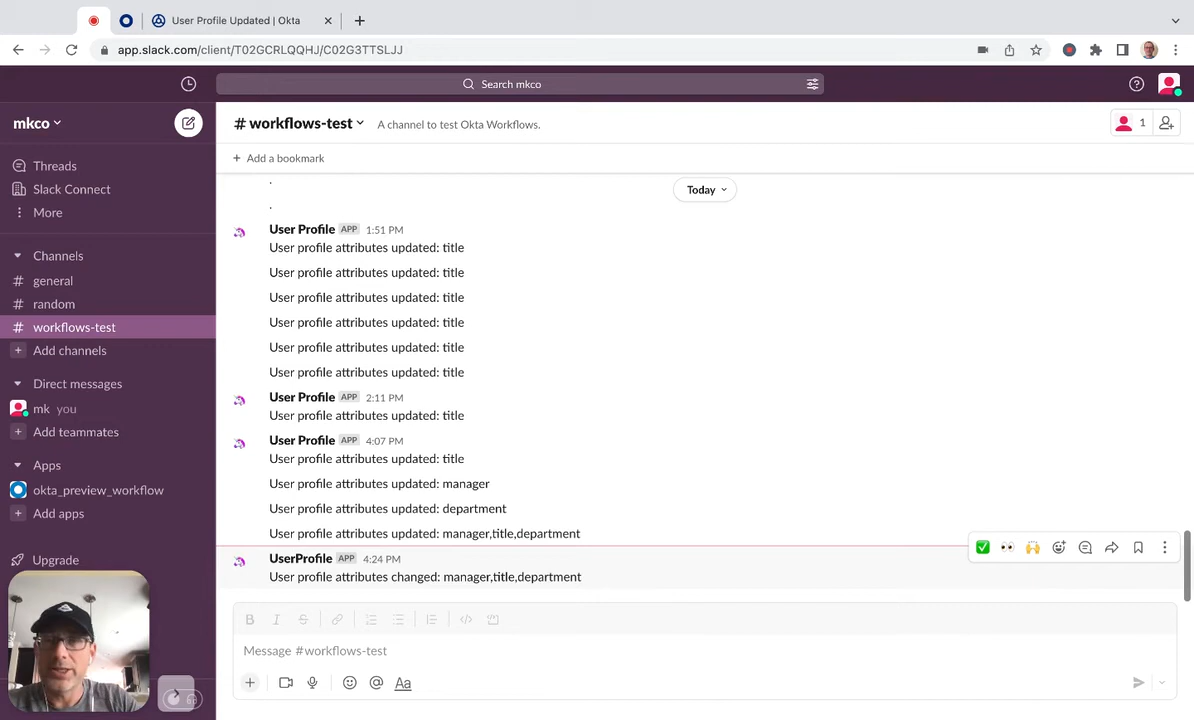 User Profile Updated | Okta
app.slack.com/client/T02GCRLQQHJ/C02G3TTSLJJ
Search mkco
mkco
Threads
Slack Connect
More
Channels
# general
# random
# workflows-test
+ Add channels
Direct messages
mk you
+ Add teammates
Apps
okta_preview_workflow
+ Add apps
Upgrade
# workflows-test
A channel to test Okta Workflows.
1
+ Add a bookmark
Today
.
.
User Profile APP 1:51 PM
User profile attributes updated: title
User profile attributes updated: title
User profile attributes updated: title
User profile attributes updated: title
User profile attributes updated: title
User profile attributes updated: title
User Profile APP 2:11 PM
User profile attributes updated: title
User Profile APP 4:07 PM
User profile attributes updated: title
User profile attributes updated: manager
User profile attributes updated: department
User profile attributes updated: manager,title,department
UserProfile APP 4:24 PM
User profile attributes changed: manager,title,department
B I S
Message #workflows-test
+ @ Aa